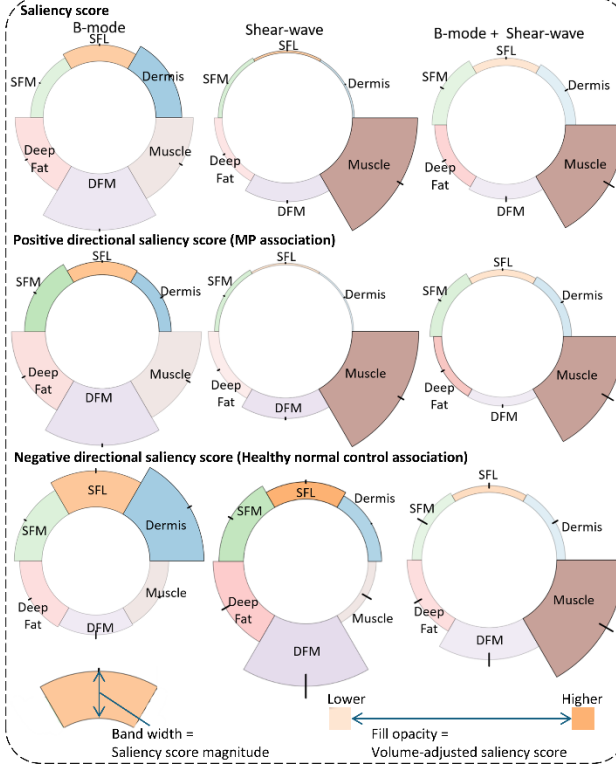 Saliency score
B-mode
Shear-wave
B-mode + Shear-wave
SFL
Dermis
Muscle
DFM
Deep
Fat
SFM
SFL
Dermis
Muscle
DFM
Deep
Fat
SFM
SFL
Dermis
Muscle
DFM
Deep
Fat
SFM
Positive directional saliency score (MP association)
SFL
Dermis
Muscle
DFM
Deep
Fat
SFM
SFL
Dermis
Muscle
DFM
Deep
Fat
SFM
SFL
Dermis
Muscle
DFM
Deep
Fat
SFM
Negative directional saliency score (Healthy normal control association)
SFL
Dermis
Muscle
DFM
Deep
Fat
SFM
SFL
Dermis
Muscle
DFM
Deep
Fat
SFM
SFL
Dermis
Muscle
DFM
Deep
Fat
SFM
Band width =
Saliency score magnitude
Lower
Higher
Fill opacity =
Volume-adjusted saliency score